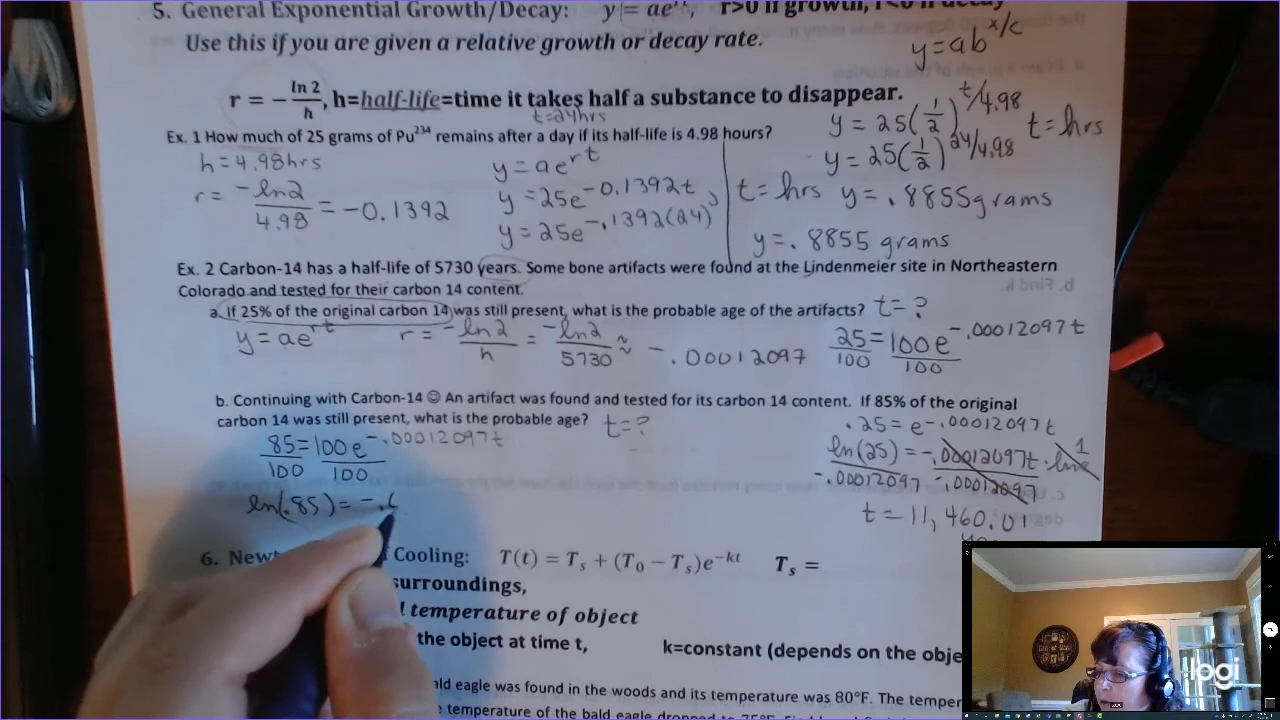 5. General Exponential Growth/Decay: y = ae
Use this if you are given a relative growth or decay rate.
y = ab^x/c
r = - ln 2 / h , h=half-life=time it takes half a substance to disappear.
t=24hrs
y = 25(1/2)^t/4.98 t = hrs
Ex. 1 How much of 25 grams of Pu234 remains after a day if its half-life is 4.98 hours?
y = 25(1/2)^24/4.98
h = 4.98hrs
y = ae^rt
r = -ln2 / 4.98 = -0.1392
y = 25e^-0.1392t, t = hrs y = .8855grams
y = 25e^-.1392(24)
y = .8855 grams
Ex. 2 Carbon-14 has a half-life of 5730 years. Some bone artifacts were found at the Lindenmeier site in Northeastern
Colorado and tested for their carbon 14 content.
a. If 25% of the original carbon 14 was still present, what is the probable age of the artifacts? t=?
y = ae^rt r = -ln2 / h = -ln2 / 5730 ≈ -.00012097 25/100 = 100e^-.00012097t / 100
b. Continuing with Carbon-14 ☺ An artifact was found and tested for its carbon 14 content. If 85% of the original
carbon 14 was still present, what is the probable age? t=?
.25 = e^-.00012097t
85/100 = 100e^-.00012097t / 100
ln(25) / -.00012097 = -.00012097t·lne / -.00012097 1
ln(.85) = -.
t = 11,460.01
6. Cooling: T(t) = Ts + (T0 − Ts)e^−kt Ts =
surroundings,
temperature of object
the object at time t, k=constant (depends on the
bald eagle was found in the woods and its temperature was 80°F. The
temperature of the bald eagle dropped to 75°F.
logi